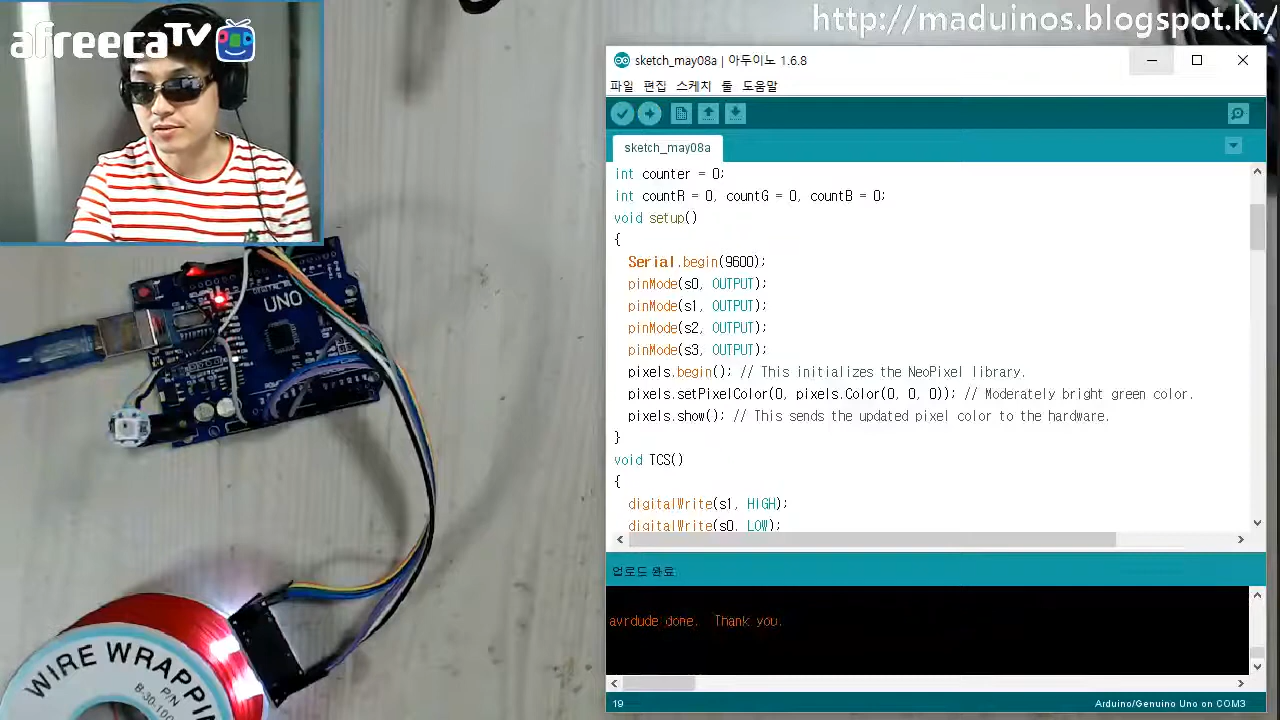 afreecaTV
http://maduinos.blogspot.kr/
sketch_may08a | 아두이노 1.6.8
파일 편집 스케치 툴 도움말
sketch_may08a
int counter = 0;
int countR = 0, countG = 0, countB = 0;
void setup()
{
Serial.begin(9600);
pinMode(s0, OUTPUT);
pinMode(s1, OUTPUT);
pinMode(s2, OUTPUT);
pinMode(s3, OUTPUT);
pixels.begin(); // This initializes the NeoPixel library.
pixels.setPixelColor(0, pixels.Color(0, 0, 0)); // Moderately bright green color.
pixels.show(); // This sends the updated pixel color to the hardware.
}
void TCS()
{
digitalWrite(s1, HIGH);
digitalWrite(s0, LOW);
업로드 완료
avrdude done. Thank you.
19
Arduino/Genuino Uno on COM3
UNO
WIRE WRAPPIN
P/N